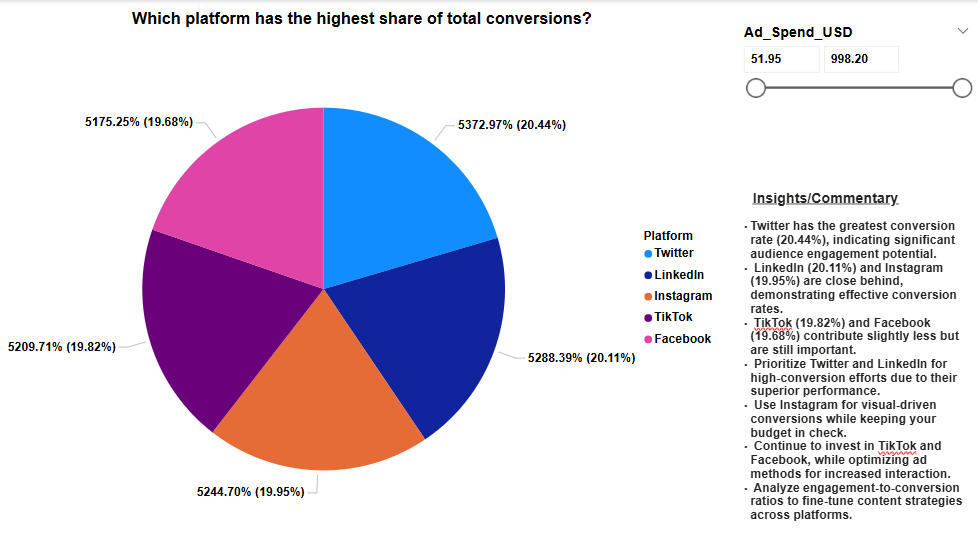 Which platform has the highest share of total conversions?
Ad_Spend_USD
51.95
998.20
5175.25% (19.68%)
5372.97% (20.44%)
5209.71% (19.82%)
5288.39% (20.11%)
5244.70% (19.95%)
Platform
Twitter
LinkedIn
Instagram
TikTok
Facebook
Insights/Commentary
· Twitter has the greatest conversion
rate (20.44%), indicating significant
audience engagement potential.
· LinkedIn (20.11%) and Instagram
(19.95%) are close behind,
demonstrating effective conversion
rates.
· TikTok (19.82%) and Facebook
(19.68%) contribute slightly less but
are still important.
· Prioritize Twitter and LinkedIn for
high-conversion efforts due to their
superior performance.
· Use Instagram for visual-driven
conversions while keeping your
budget in check.
· Continue to invest in TikTok and
Facebook, while optimizing ad
methods for increased interaction.
· Analyze engagement-to-conversion
ratios to fine-tune content strategies
across platforms.